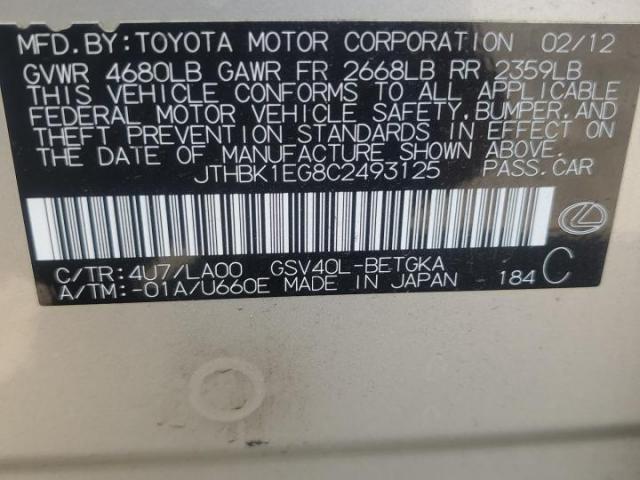 MFD.BY:TOYOTA MOTOR CORPORATION 02/12
GVWR 4680LB GAWR FR 2668LB RR 2359LB
THIS VEHICLE CONFORMS TO ALL APPLICABLE
FEDERAL MOTOR VEHICLE SAFETY,BUMPER,AND
THEFT PREVENTION STANDARDS IN EFFECT ON
THE DATE OF MANUFACTURE SHOWN ABOVE.
JTHBK1EG8C2493125 PASS.CAR
C/TR:4U7/LA00 GSV40L-BETGKA
A/TM:-01A/U660E MADE IN JAPAN 184 C